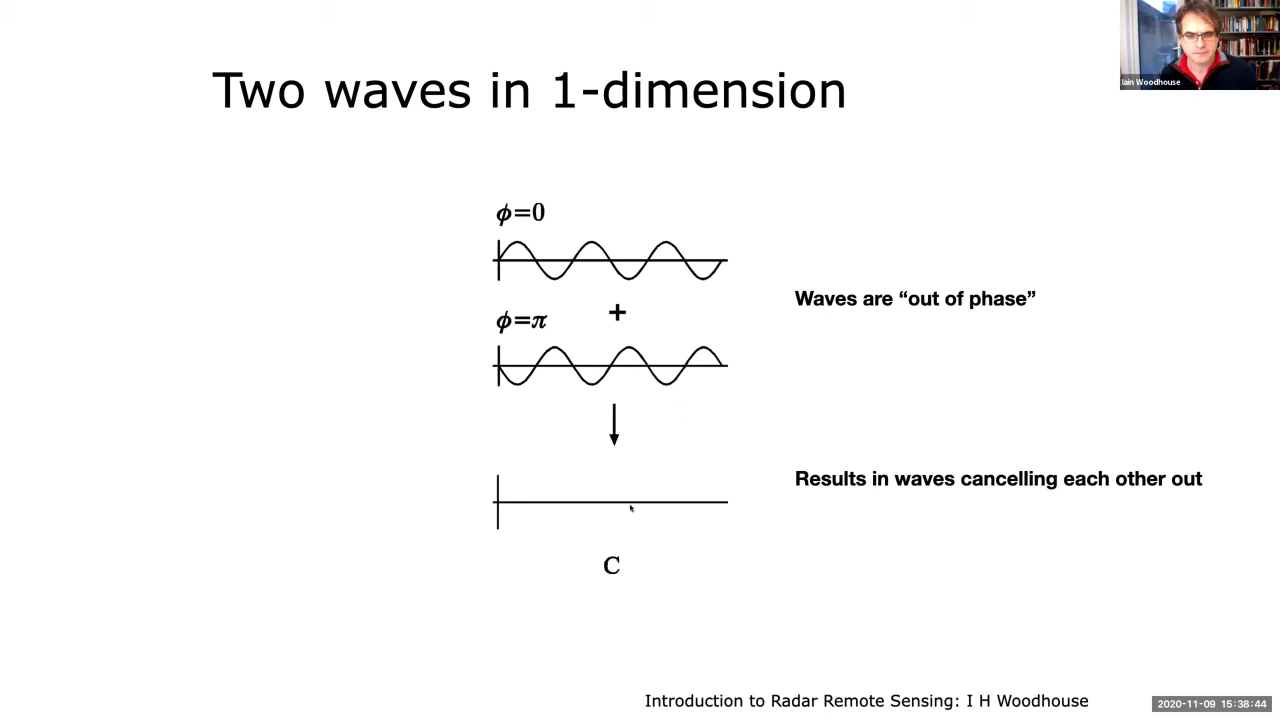 Iain Woodhouse
Two waves in 1-dimension
ϕ=0
Waves are “out of phase”
+
ϕ=π
Results in waves cancelling each other out
C
Introduction to Radar Remote Sensing: I H Woodhouse
2020-11-09 15:38:44